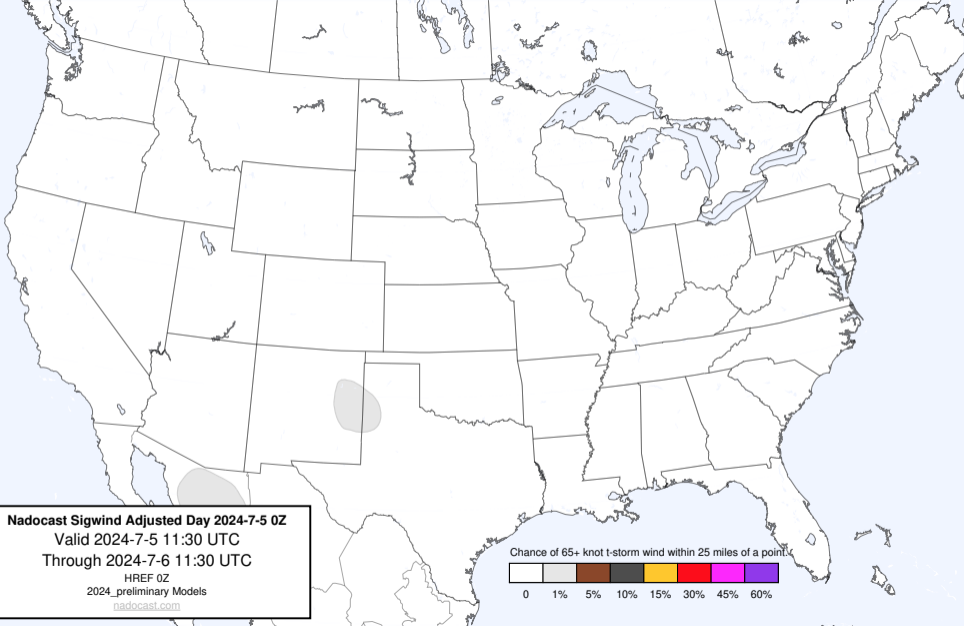 Nadocast Sigwind Adjusted Day 2024-7-5 0Z
Valid 2024-7-5 11:30 UTC
Through 2024-7-6 11:30 UTC
HREF 0Z
2024_preliminary Models
nadocast.com
Chance of 65+ knot t-storm wind within 25 miles of a point.
0 1% 5% 10% 15% 30% 45% 60%